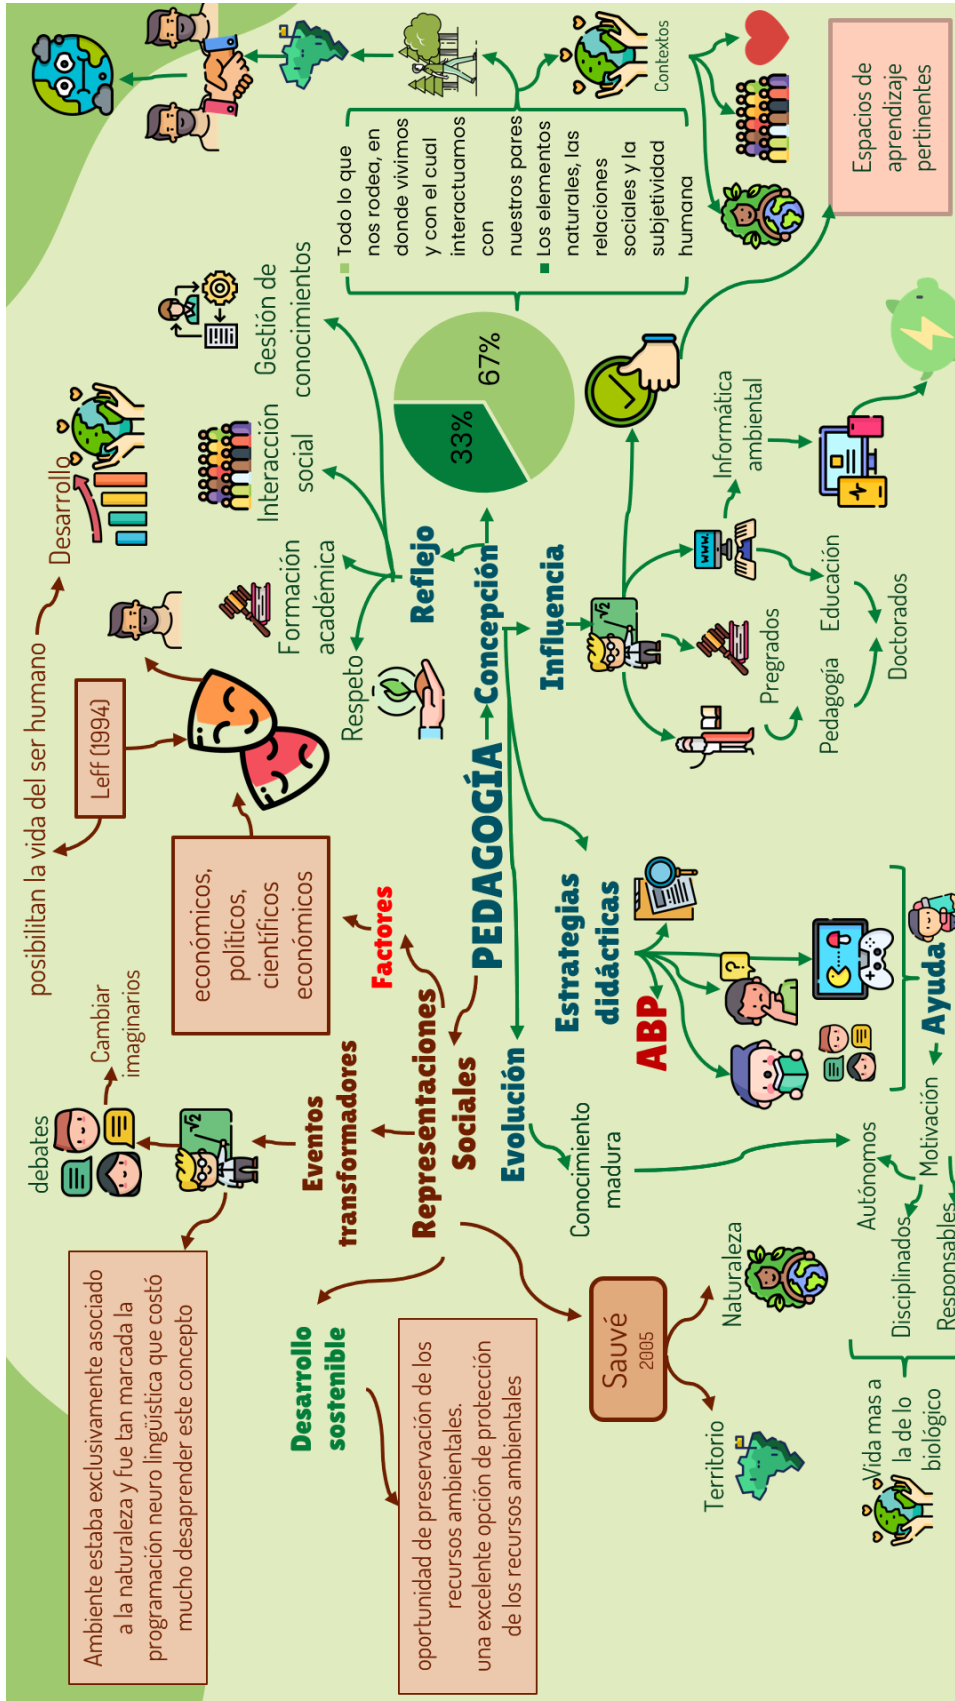 Ambiente estaba exclusivamente asociado
a la naturaleza y fue tan marcada la
programación neuro lingüística que costó
mucho desaprender este concepto
debates
Cambiar
imaginarios
posibilitan la vida del ser humano
Desarrollo
Leff (1994)
económicos,
políticos,
científicos
económicos
Factores
Eventos
transformadores
Representaciones
Sociales
Desarrollo
sostenible
oportunidad de preservación de los
recursos ambientales.
una excelente opción de protección
de los recursos ambientales
Sauvé
2005
Territorio
Naturaleza
PEDAGOGÍA
Concepción
Reflejo
Respeto
Formación
académica
Interacción
social
Gestión de
conocimientos
33%
67%
Todo lo que
nos rodea, en
donde vivimos
y con el cual
interactuamos
con
nuestros pares
Los elementos
naturales, las
relaciones
sociales y la
subjetividad
humana
Contextos
Influencia
√2
√2
www.
Pregrados
Pedagogía
Educación
Doctorados
Informática
ambiental
Espacios de
aprendizaje
pertinentes
Evolución
Conocimiento
madura
Estrategias
didácticas
ABP
?
Ayuda
Motivación
Autónomos
Disciplinados
Responsables
Vida mas a
la de lo
biológico